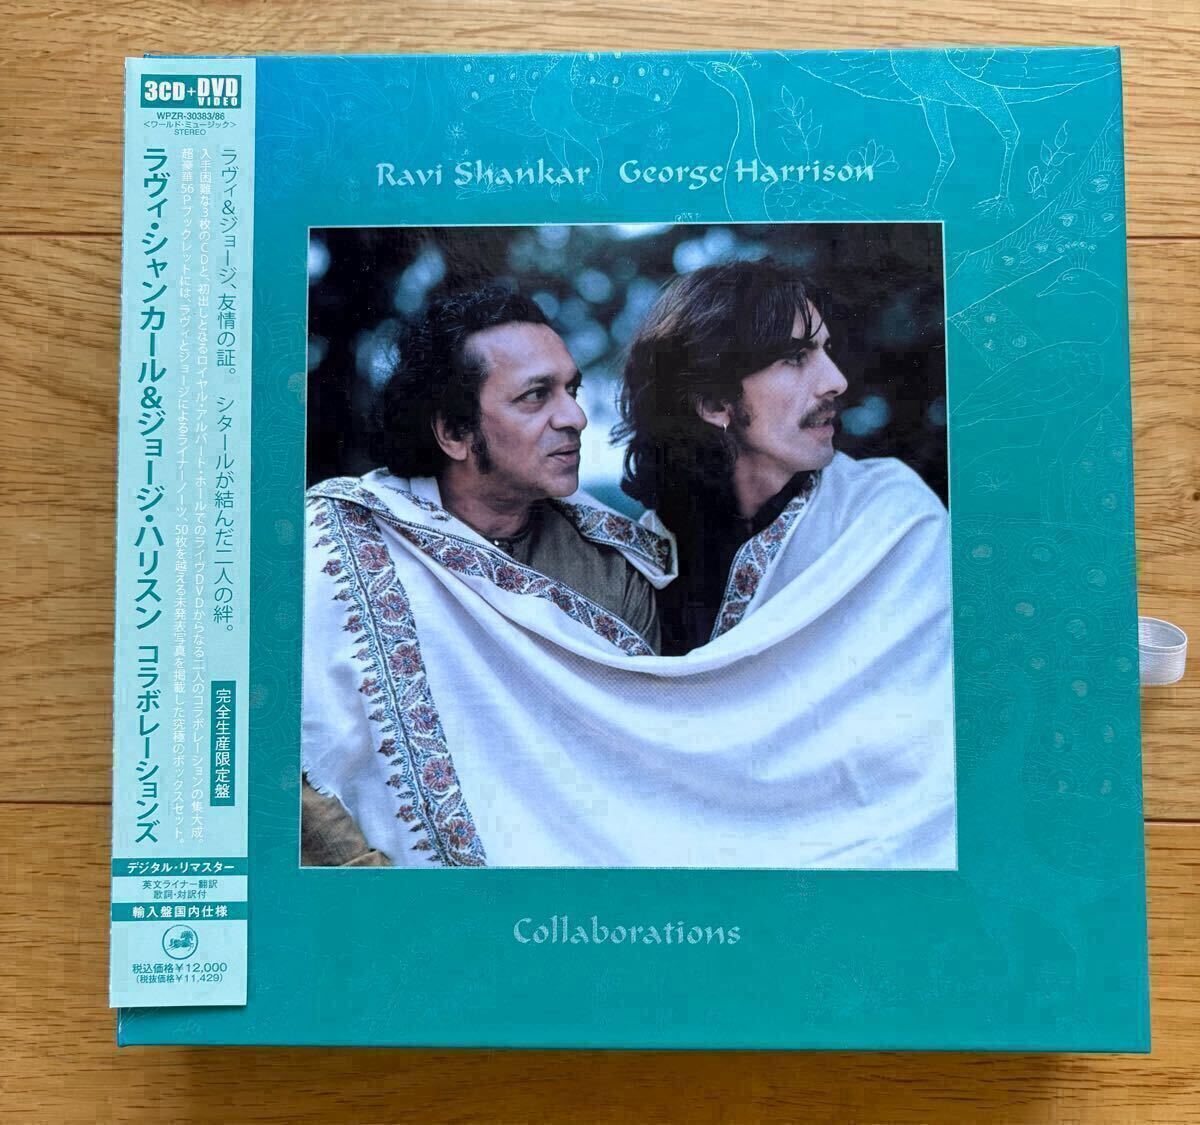 3CD+DVD
VIDEO
WPZR-30383/86
<ワールド・ミュージック>
STEREO
ラヴィ&ジョージ、友情の証。 シタールが結んだ二人の絆。
入手困難な3枚のCDと、初出しとなるロイヤル・アルバート・ホールでのライヴDVDからなる二人のコラボレーションの集大成。
超豪華56Pブックレットには、ラヴィとジョージによるライナーノーツ、50枚を越える未発表写真を掲載した究極のボックスセット。
ラヴィ・シャンカール&ジョージ・ハリスン コラボレーションズ
完全生産限定盤
デジタル・リマスター
英文ライナー翻訳
歌詞・対訳付
輸入盤国内仕様
税込価格¥12,000
(税抜価格¥11,429)
Ravi Shankar George Harrison
Collaborations